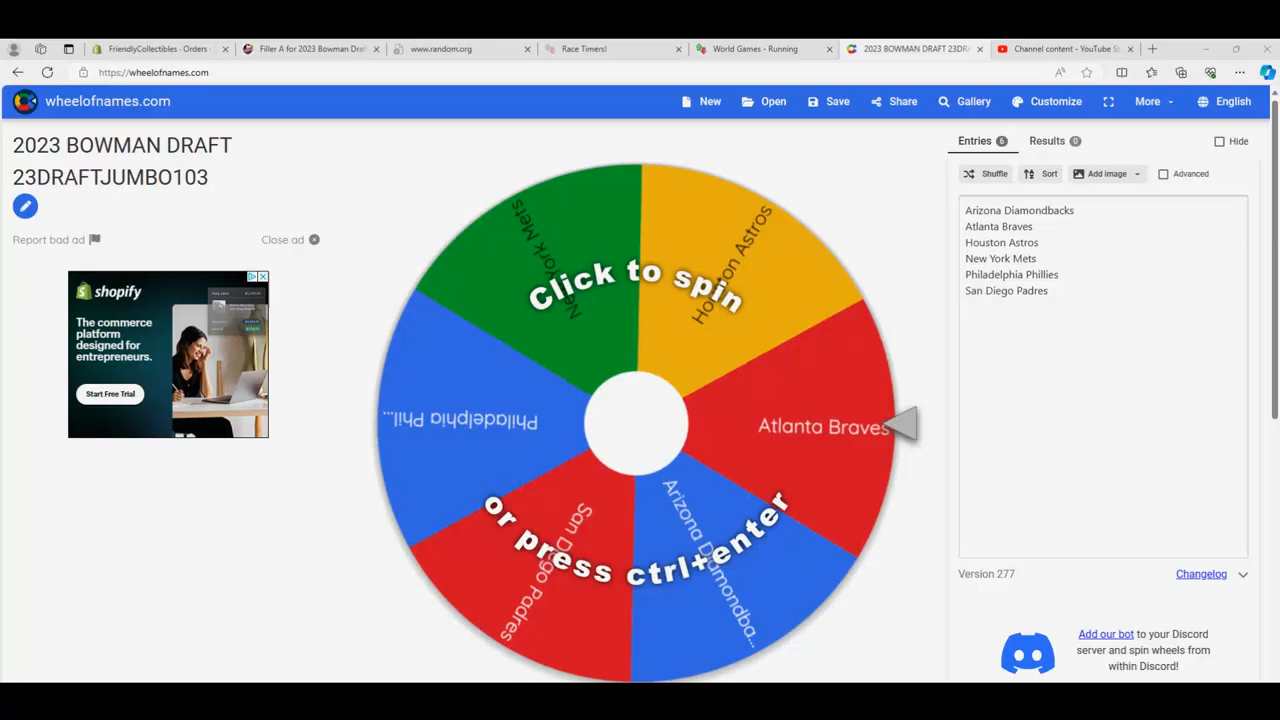 FriendlyCollectibles - Orders -
Filler A for 2023 Bowman Draft
www.random.org
Race Timers!
World Games - Running
2023 BOWMAN DRAFT 23DRA
Channel content - YouTube S
https://wheelofnames.com
wheelofnames.com
New
Open
Save
Share
Gallery
Customize
More
English
2023 BOWMAN DRAFT
23DRAFTJUMBO103
Report bad ad
Close ad
shopify
The commerce
platform
designed for
entrepreneurs.
Start Free Trial
New York Mets
Houston Astros
Click to spin
Philadelphia Phil...
Atlanta Braves
San Diego Padres
Arizona Diamondba...
or press ctrl+enter
Entries 6
Results 0
Hide
Shuffle
Sort
Add image
Advanced
Arizona Diamondbacks
Atlanta Braves
Houston Astros
New York Mets
Philadelphia Phillies
San Diego Padres
Version 277
Changelog
Add our bot to your Discord
server and spin wheels from
within Discord!